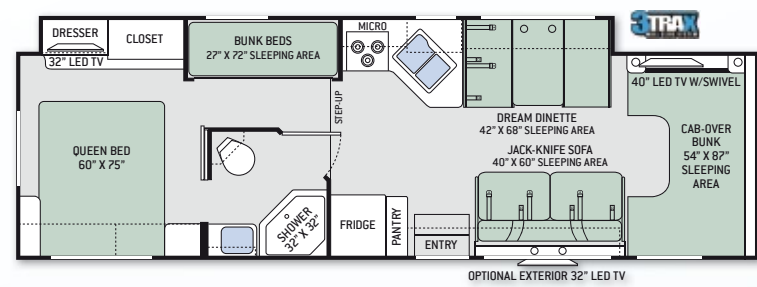 DRESSER
CLOSET
32" LED TV
BUNK BEDS
27" X 72" SLEEPING AREA
MICRO
3TRAX
40" LED TV W/SWIVEL
STEP-UP
DREAM DINETTE
42" X 68" SLEEPING AREA
JACK-KNIFE SOFA
40" X 60" SLEEPING AREA
CAB-OVER
BUNK
54" X 87"
SLEEPING
AREA
QUEEN BED
60" X 75"
SHOWER
32" X 32"
FRIDGE
PANTRY
ENTRY
OPTIONAL EXTERIOR 32" LED TV